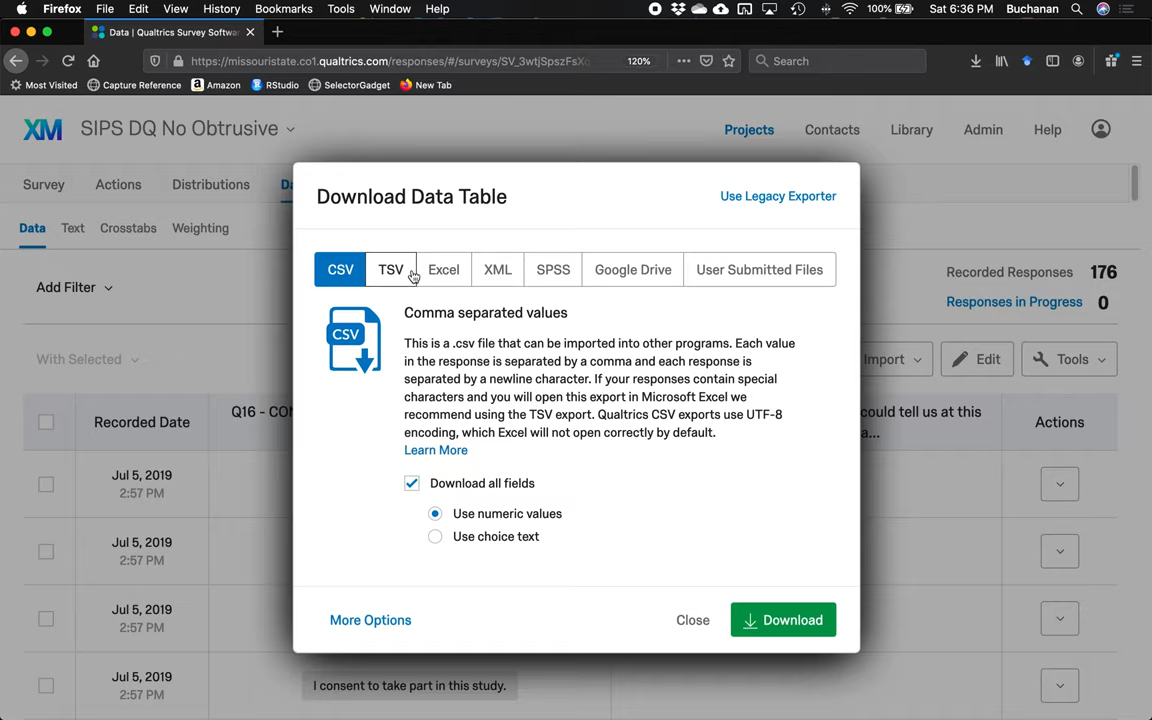 Firefox File Edit View History Bookmarks Tools Window Help 100% Sat 6:36 PM Buchanan
Data | Qualtrics Survey Softwa
https://missouristate.co1.qualtrics.com/responses/#/surveys/SV_3wtjSpszFsX 120% Search
Most Visited Capture Reference Amazon RStudio SelectorGadget New Tab
XM SIPS DQ No Obtrusive Projects Contacts Library Admin Help
Survey Actions Distributions Da
Data Text Crosstabs Weighting
Download Data Table Use Legacy Exporter
CSV TSV Excel XML SPSS Google Drive User Submitted Files
Add Filter
Recorded Responses 176
Responses in Progress 0
CSV
Comma separated values
This is a .csv file that can be imported into other programs. Each value
in the response is separated by a comma and each response is
separated by a newline character. If your responses contain special
characters and you will open this export in Microsoft Excel we
recommend using the TSV export. Qualtrics CSV exports use UTF-8
encoding, which Excel will not open correctly by default.
Learn More
Download all fields
Use numeric values
Use choice text
More Options Close Download
With Selected Import Edit Tools
Recorded Date Q16 - CON could tell us at this
a... Actions
Jul 5, 2019
2:57 PM
Jul 5, 2019
2:57 PM
Jul 5, 2019
2:57 PM
Jul 5, 2019
2:57 PM
I consent to take part in this study.